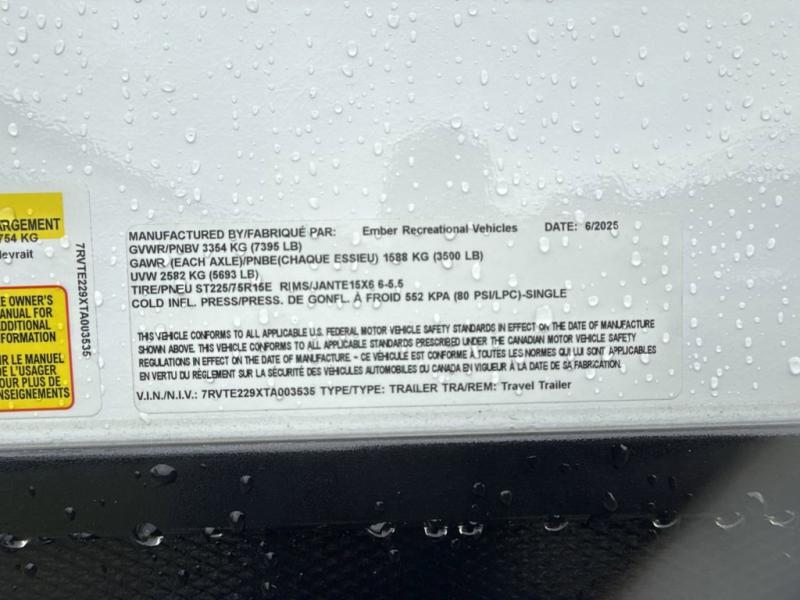 ARGEMENT
754 KG
levrait
E OWNER'S
MANUAL FOR
ADDITIONAL
FORMATION
IR LE MANUEL
DE L'USAGER
POUR PLUS DE
NSEIGNEMENTS
7RVTE229XTA003535
MANUFACTURED BY/FABRIQUÉ PAR: Ember Recreational Vehicles DATE: 6/2025
GVWR/PNBV 3354 KG (7395 LB)
GAWR (EACH AXLE)/PNBE(CHAQUE ESSIEU) 1588 KG (3500 LB)
UVW 2582 KG (5693 LB)
TIRE/PNEU ST225/75R15E RIMS/JANTE15X6 6-5.5
COLD INFL. PRESS/PRESS. DE GONFL. À FROID 552 KPA (80 PSI/LPC)-SINGLE
THIS VEHICLE CONFORMS TO ALL APPLICABLE U.S. FEDERAL MOTOR VEHICLE SAFETY STANDARDS IN EFFECT ON THE DATE OF MANUFACTURE
SHOWN ABOVE. THIS VEHICLE CONFORMS TO ALL APPLICABLE STANDARDS PRESCRIBED UNDER THE CANADIAN MOTOR VEHICLE SAFETY
REGULATIONS IN EFFECT ON THE DATE OF MANUFACTURE - CE VÉHICULE EST CONFORME À TOUTES LES NORMES QUI LUI SONT APPLICABLES
EN VERTU DU RÉGLEMENT SUR LA SÉCURITÉ DES VÉHICULES AUTOMOBILES DU CANADA EN VIGUEUR À LA DATE DE SA FABRICATION.
V.I.N./N.I.V.: 7RVTE229XTA003535 TYPE/TYPE: TRAILER TRA/REM: Travel Trailer